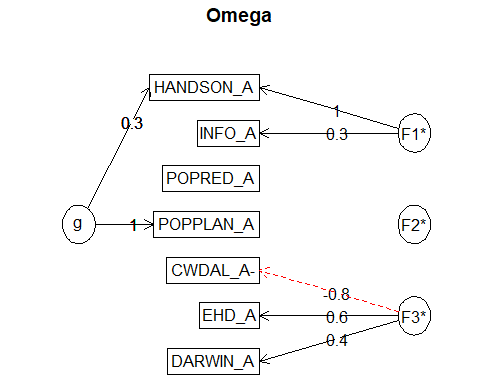 Omega
HANDSON_A
1
0.3
INFO_A
0.3
F1*
POPRED_A
g
1
POPPLAN_A
F2*
CWDAL_A-
-0.8
EHD_A
0.6
F3*
0.4
DARWIN_A